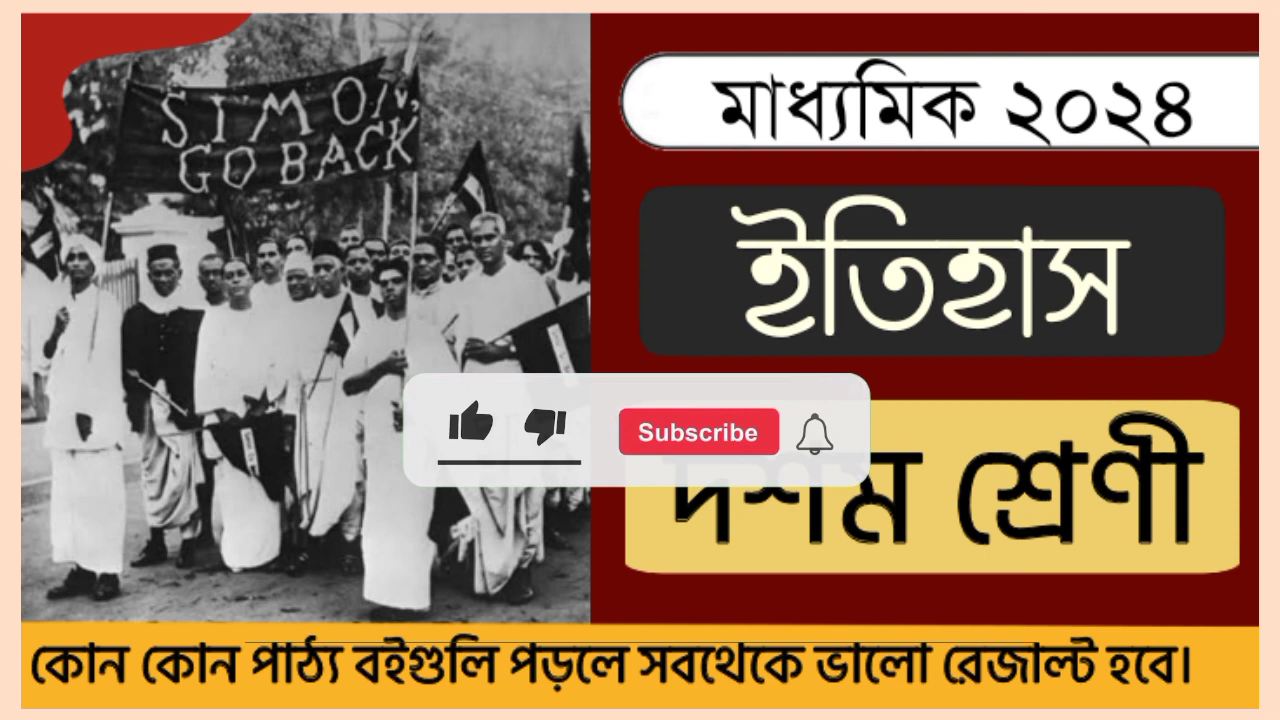 SIMON,
GO BACK
মাধ্যমিক ২০২৪
ইতিহাস
Subscribe
দশম শ্রেণী
কোন কোন পাঠ্য বইগুলি পড়লে সবথেকে ভালো রেজাল্ট হবে।